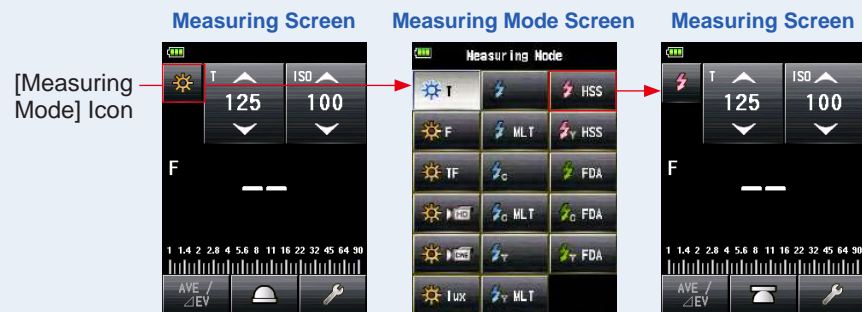 Measuring Screen
Measuring Mode Screen
Measuring Screen
[Measuring
Mode] Icon
T
ISO
125
100
F
1 1.4 2 2.8 4 5.6 8 11 16 22 32 45 64 90
AVE /
⊿EV
Measuring Mode
T
HSS
F
MLT
Y HSS
TF
C
FDA
HD
C MLT
C FDA
CINE
Y
Y FDA
lux
Y MLT
T
ISO
125
100
F
1 1.4 2 2.8 4 5.6 8 11 16 22 32 45 64 90
AVE /
⊿EV